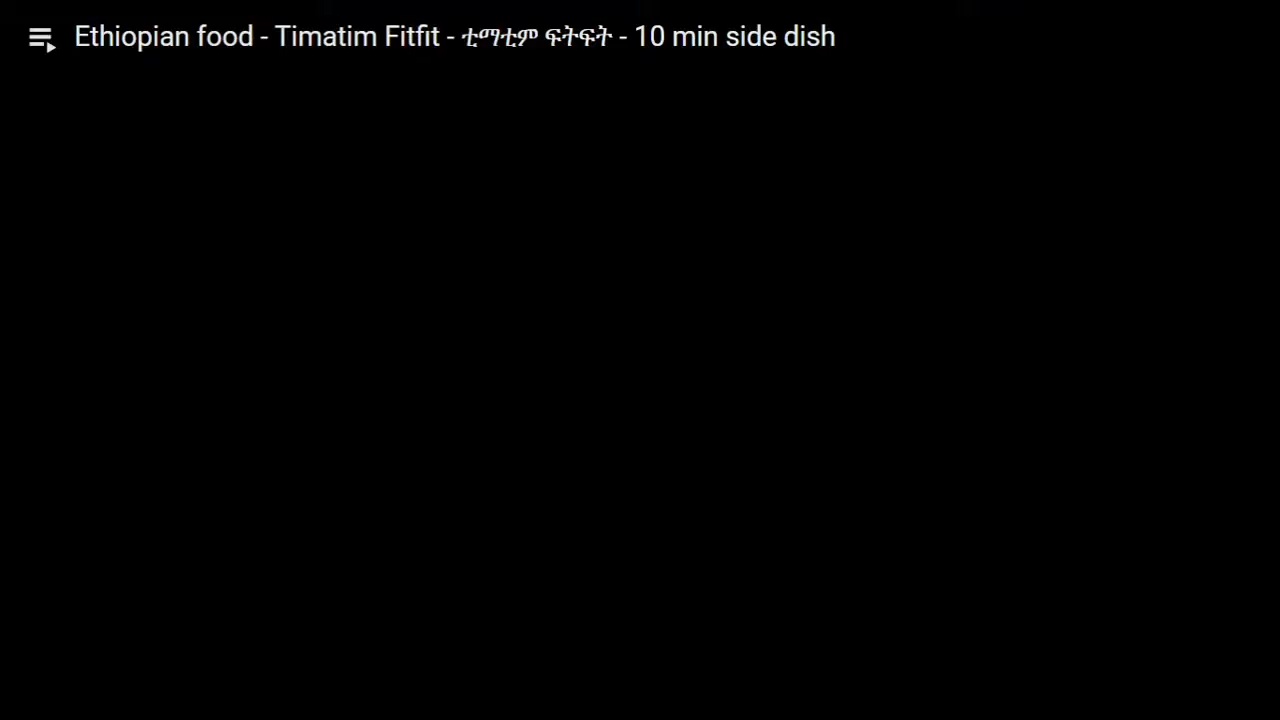 Ethiopian food - Timatim Fitfit - ቲማቲም ፍትፍት - 10 min side dish